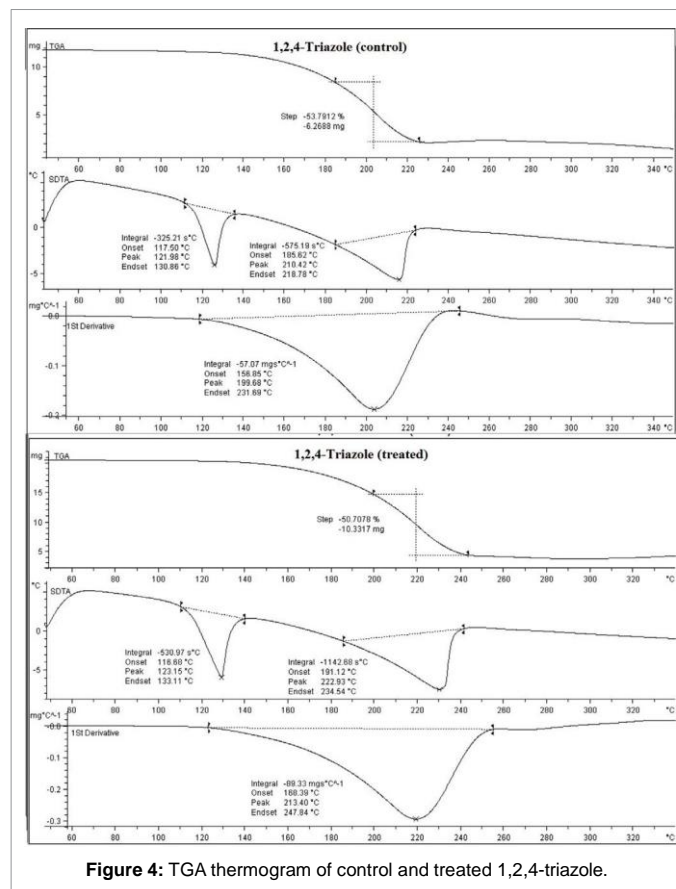 1,2,4-Triazole (control)
mg TGA
10
5
Step -53.7912 %
-6.2688 mg
60 80 100 120 140 160 180 200 220 240 260 280 300 320 340 °C
°C
SDTA
0
-5
Integral -325.21 s°C
Onset 117.50 °C
Peak 121.98 °C
Endset 130.86 °C
Integral -575.19 s°C
Onset 185.62 °C
Peak 210.42 °C
Endset 218.78 °C
60 80 100 120 140 160 180 200 220 240 260 280 300 320 340 °C
mg°C^-1
-0.0
1St Derivative
-0.1
-0.2
Integral -57.07 mgs°C^-1
Onset 156.85 °C
Peak 199.68 °C
Endset 231.69 °C
60 80 100 120 140 160 180 200 220 240 260 280 300 320 340 °C
1,2,4-Triazole (treated)
mg TGA
15
10
5
Step -50.7078 %
-10.3317 mg
60 80 100 120 140 160 180 200 220 240 260 280 300 320 °C
°C
SDTA
0
-5
Integral -530.97 s°C
Onset 116.68 °C
Peak 123.15 °C
Endset 133.11 °C
Integral -1142.68 s°C
Onset 191.12 °C
Peak 222.93 °C
Endset 234.54 °C
60 80 100 120 140 160 180 200 220 240 260 280 300 320 °C
mg°C^-1
-0.0
1St Derivative
-0.1
-0.2
-0.3
Integral -89.33 mgs°C^-1
Onset 168.39 °C
Peak 213.40 °C
Endset 247.84 °C
60 80 100 120 140 160 180 200 220 240 260 280 300 320 °C
Figure 4: TGA thermogram of control and treated 1,2,4-triazole.